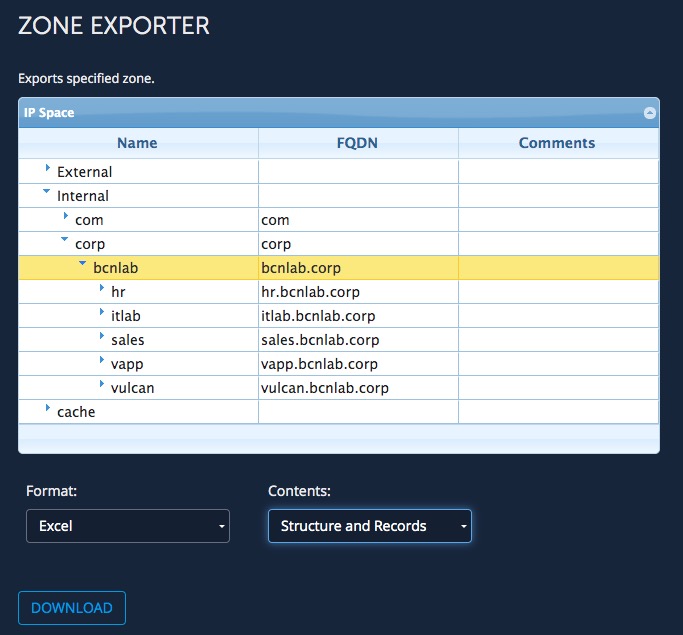 ZONE EXPORTER
Exports specified zone.
IP Space
Name FQDN Comments
External
Internal
com com
corp corp
bcnlab bcnlab.corp
hr hr.bcnlab.corp
itlab itlab.bcnlab.corp
sales sales.bcnlab.corp
vapp vapp.bcnlab.corp
vulcan vulcan.bcnlab.corp
cache
Format: Contents:
Excel Structure and Records
DOWNLOAD